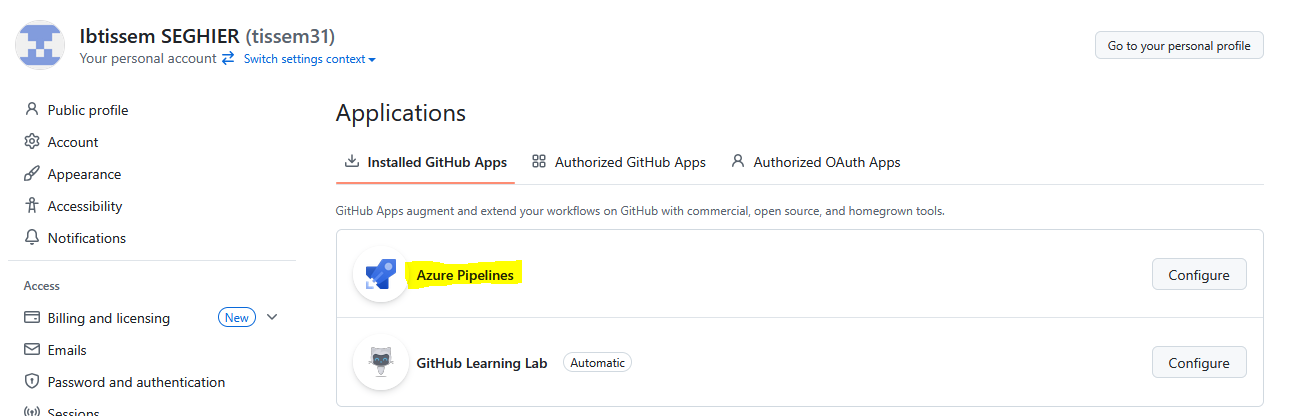 Ibtissem SEGHIER (tissem31)
Your personal account Switch settings context
Go to your personal profile
Public profile
Account
Appearance
Accessibility
Notifications
Access
Billing and licensing New
Emails
Password and authentication
Sessions
Applications
Installed GitHub Apps Authorized GitHub Apps Authorized OAuth Apps
GitHub Apps augment and extend your workflows on GitHub with commercial, open source, and homegrown tools.
Azure Pipelines Configure
GitHub Learning Lab Automatic Configure